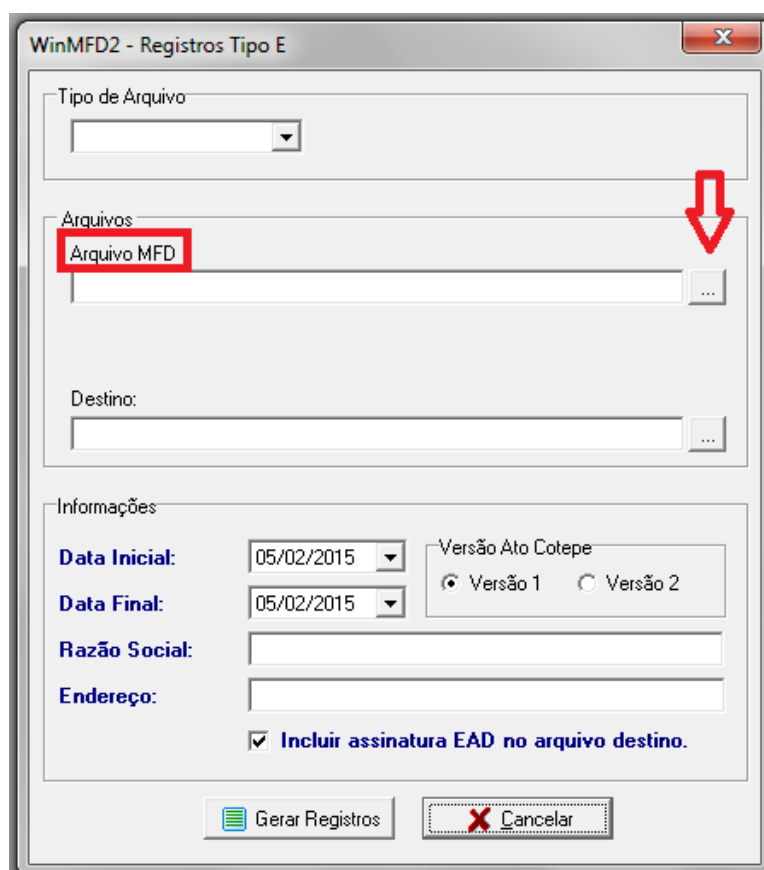 WinMFD2 - Registros Tipo E
Tipo de Arquivo
Arquivos
Arquivo MFD
...
Destino:
...
Informações
Data Inicial: 05/02/2015
Versão Ato Cotepe
Versão 1 Versão 2
Data Final: 05/02/2015
Razão Social:
Endereço:
Incluir assinatura EAD no arquivo destino.
Gerar Registros Cancelar